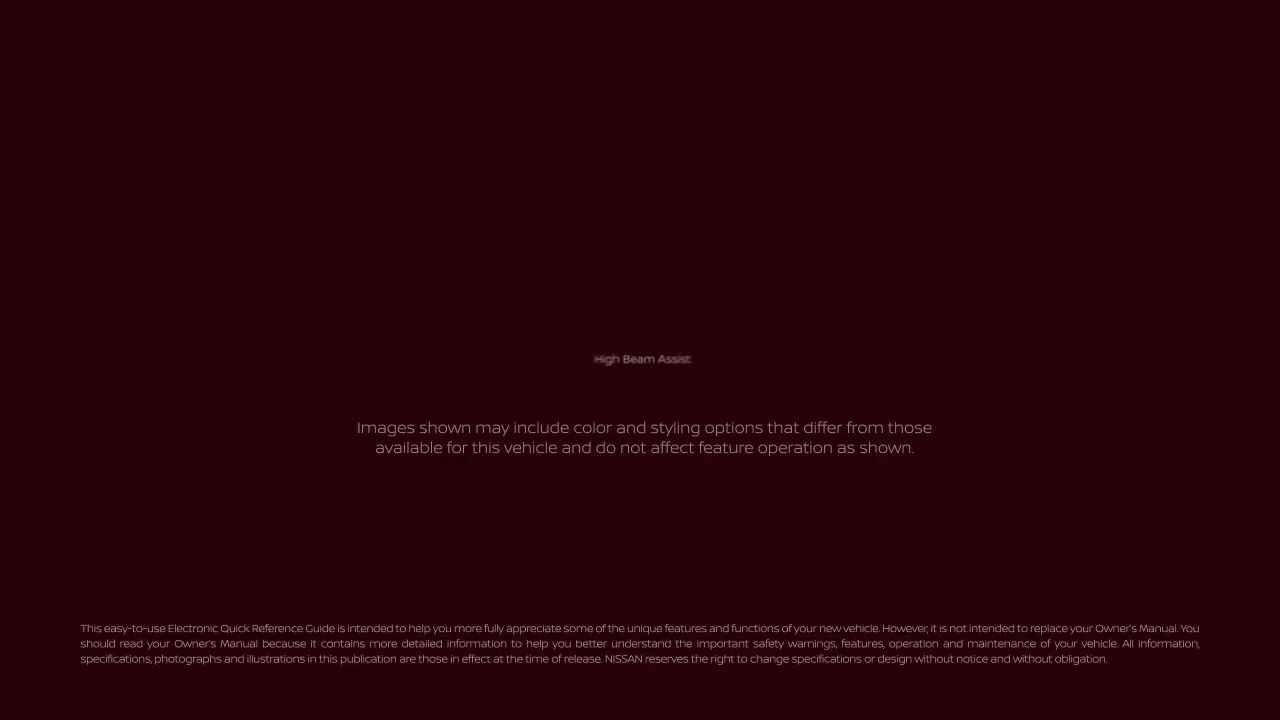 High Beam Assist
Images shown may include color and styling options that differ from those
available for this vehicle and do not affect feature operation as shown.
This easy-to-use Electronic Quick Reference Guide is intended to help you more fully appreciate some of the unique features and functions of your new vehicle. However, it is not intended to replace your Owner's Manual. You
should read your Owner's Manual because it contains more detailed information to help you better understand the important safety warnings, features, operation and maintenance of your vehicle. All information,
specifications, photographs and illustrations in this publication are those in effect at the time of release. NISSAN reserves the right to change specifications or design without notice and without obligation.